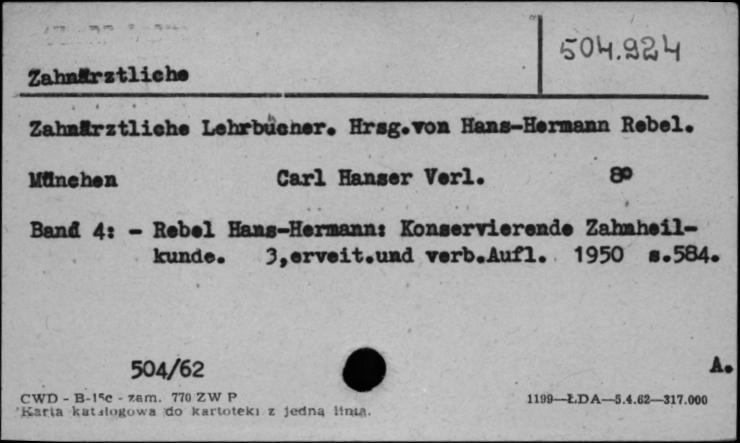 504.924
Zahnärztliche
Zahnärztliche Lehrbücher. Hrsg.von Hans-Hermann Rebel.
München Carl Hanser Verl. 8°
Band 4: - Rebel Hans-Hermann: Konservierende Zahnheil-
kunde. 3,erveit.und verb.Aufl. 1950 s.584.
504/62 A.
CWD - B-15c - zam. 770 ZW P 1199—ŁDA—5.4.62—317.000
Karta katalogowa do kartoteki z jedną linią.